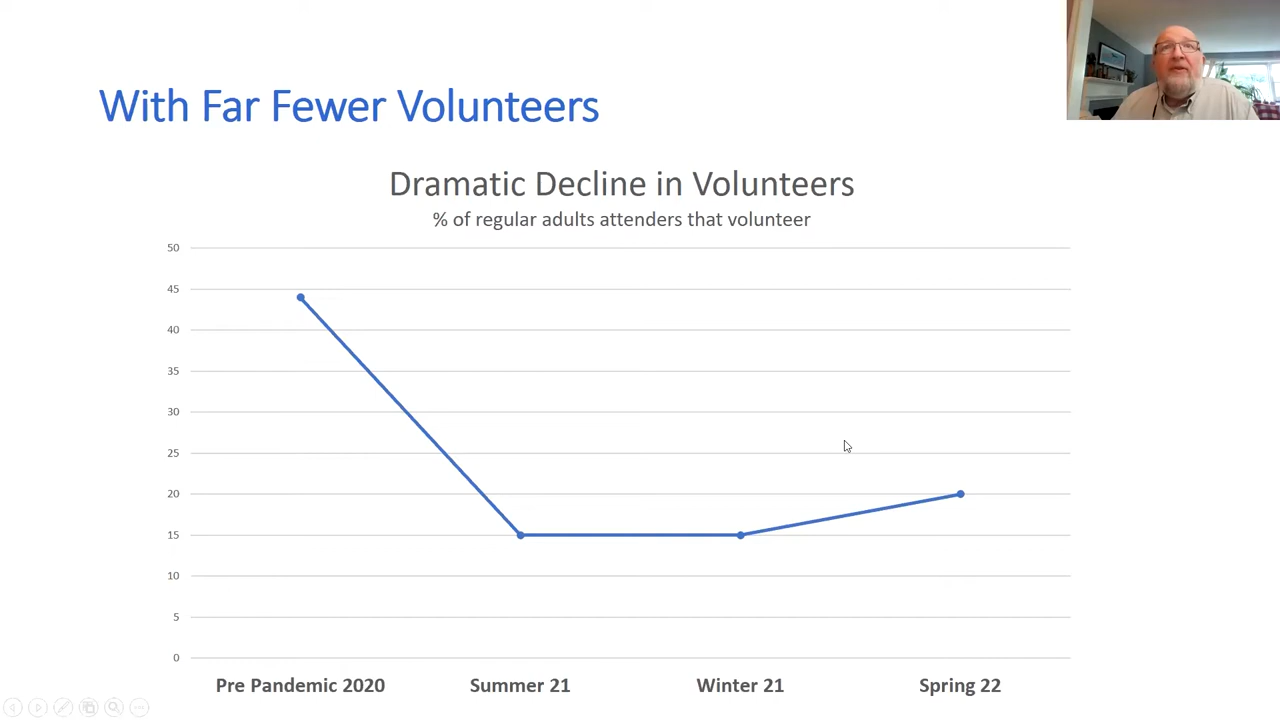 With Far Fewer Volunteers
Dramatic Decline in Volunteers
% of regular adults attenders that volunteer
50
45
40
35
30
25
20
15
10
5
0
Pre Pandemic 2020 Summer 21 Winter 21 Spring 22